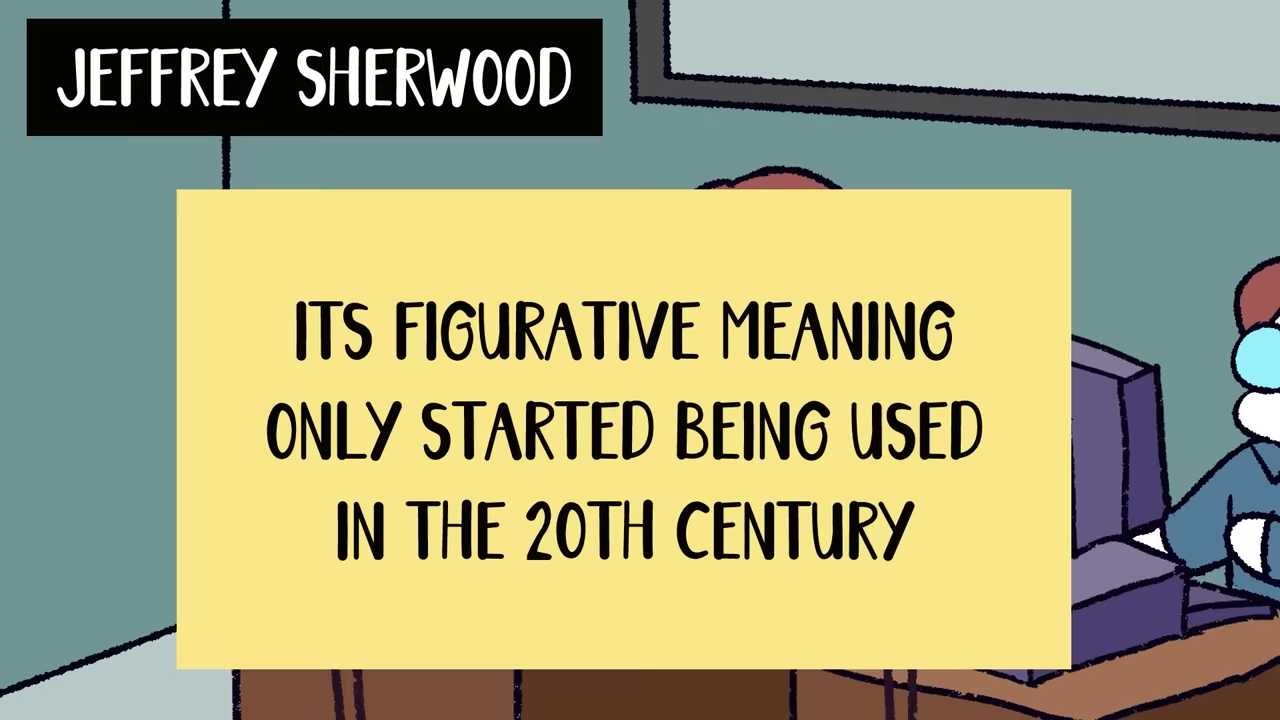 JEFFREY SHERWOOD
ITS FIGURATIVE MEANING
ONLY STARTED BEING USED
IN THE 20TH CENTURY